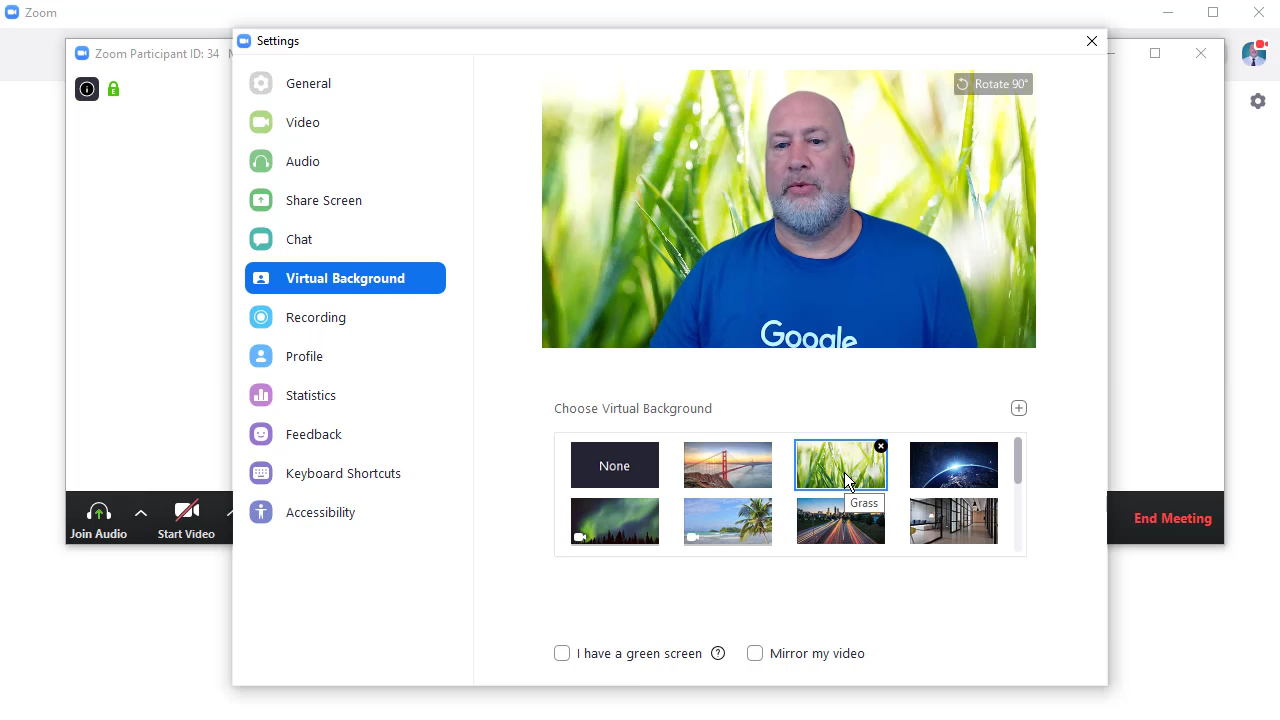 Zoom
Zoom Participant ID: 34
Settings
General
Video
Audio
Share Screen
Chat
Virtual Background
Recording
Profile
Statistics
Feedback
Keyboard Shortcuts
Accessibility
Rotate 90°
Google
Choose Virtual Background
None
Grass
I have a green screen
Mirror my video
Join Audio
Start Video
End Meeting